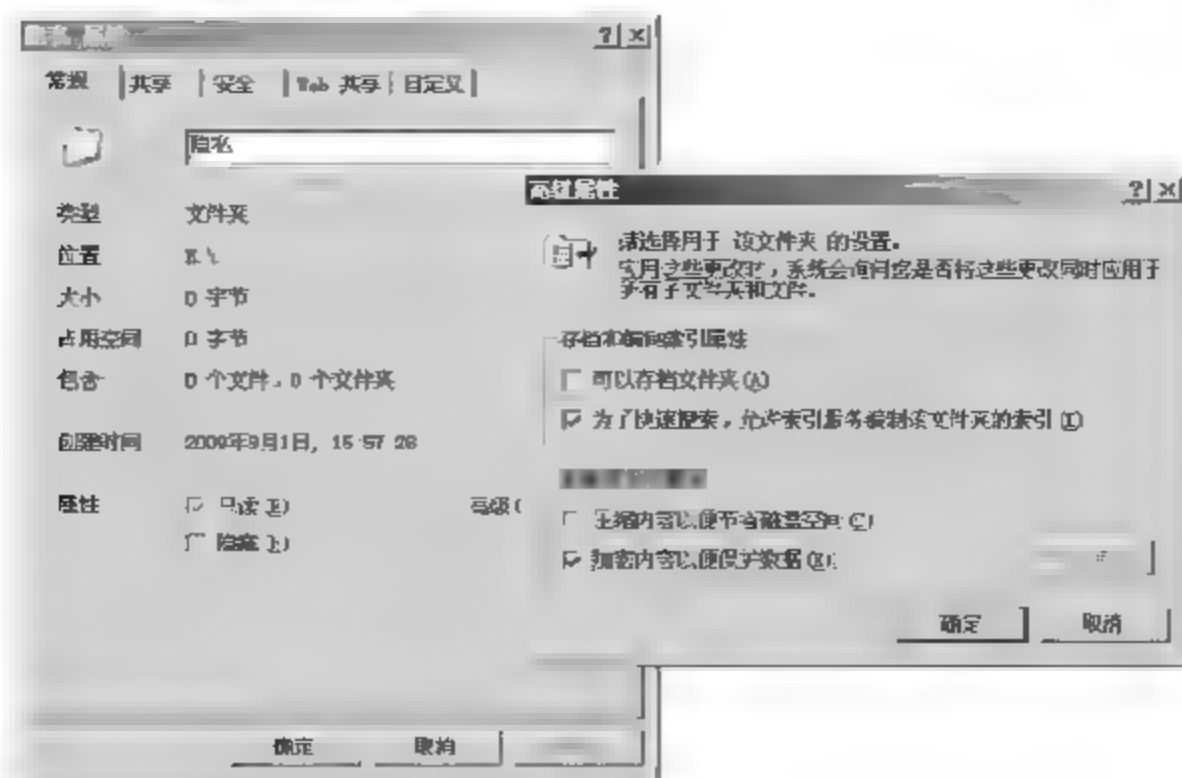 隐私 属性
常规 共享 安全 Web 共享 自定义
隐私
类型 文件夹
位置 E:\
大小 0 字节
占用空间 0 字节
包含 0 个文件，0 个文件夹
创建时间 2009年9月1日, 15:57:28
属性 只读(R) 高级(
隐藏(H)
确定 取消
高级属性
请选择用于 该文件夹 的设置。
应用这些更改时，系统会询问您是否将这些更改同时应用于
所有子文件夹和文件。
存档和编制索引属性
可以存档文件夹(A)
为了快速搜索，允许索引服务编制该文件夹的索引(I)
压缩内容以便节省磁盘空间(C)
加密内容以便保护数据(E)
确定 取消